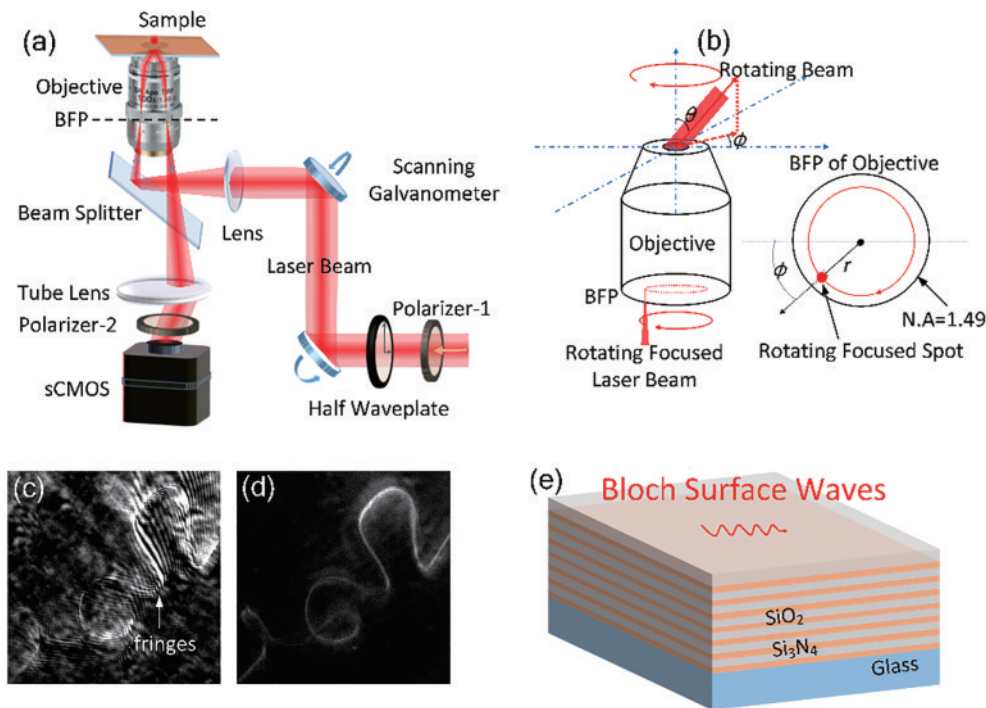 (a)
Sample
Objective
BFP
Beam Splitter
Lens
Scanning
Galvanometer
Laser Beam
Tube Lens
Polarizer-2
Polarizer-1
sCMOS
Half Waveplate
(b)
Rotating Beam
θ
ϕ
BFP of Objective
Objective
ϕ
r
BFP
N.A=1.49
Rotating Focused Spot
Rotating Focused
Laser Beam
(c)
fringes
(d)
(e)
Bloch Surface Waves
SiO₂
Si₃N₄
Glass